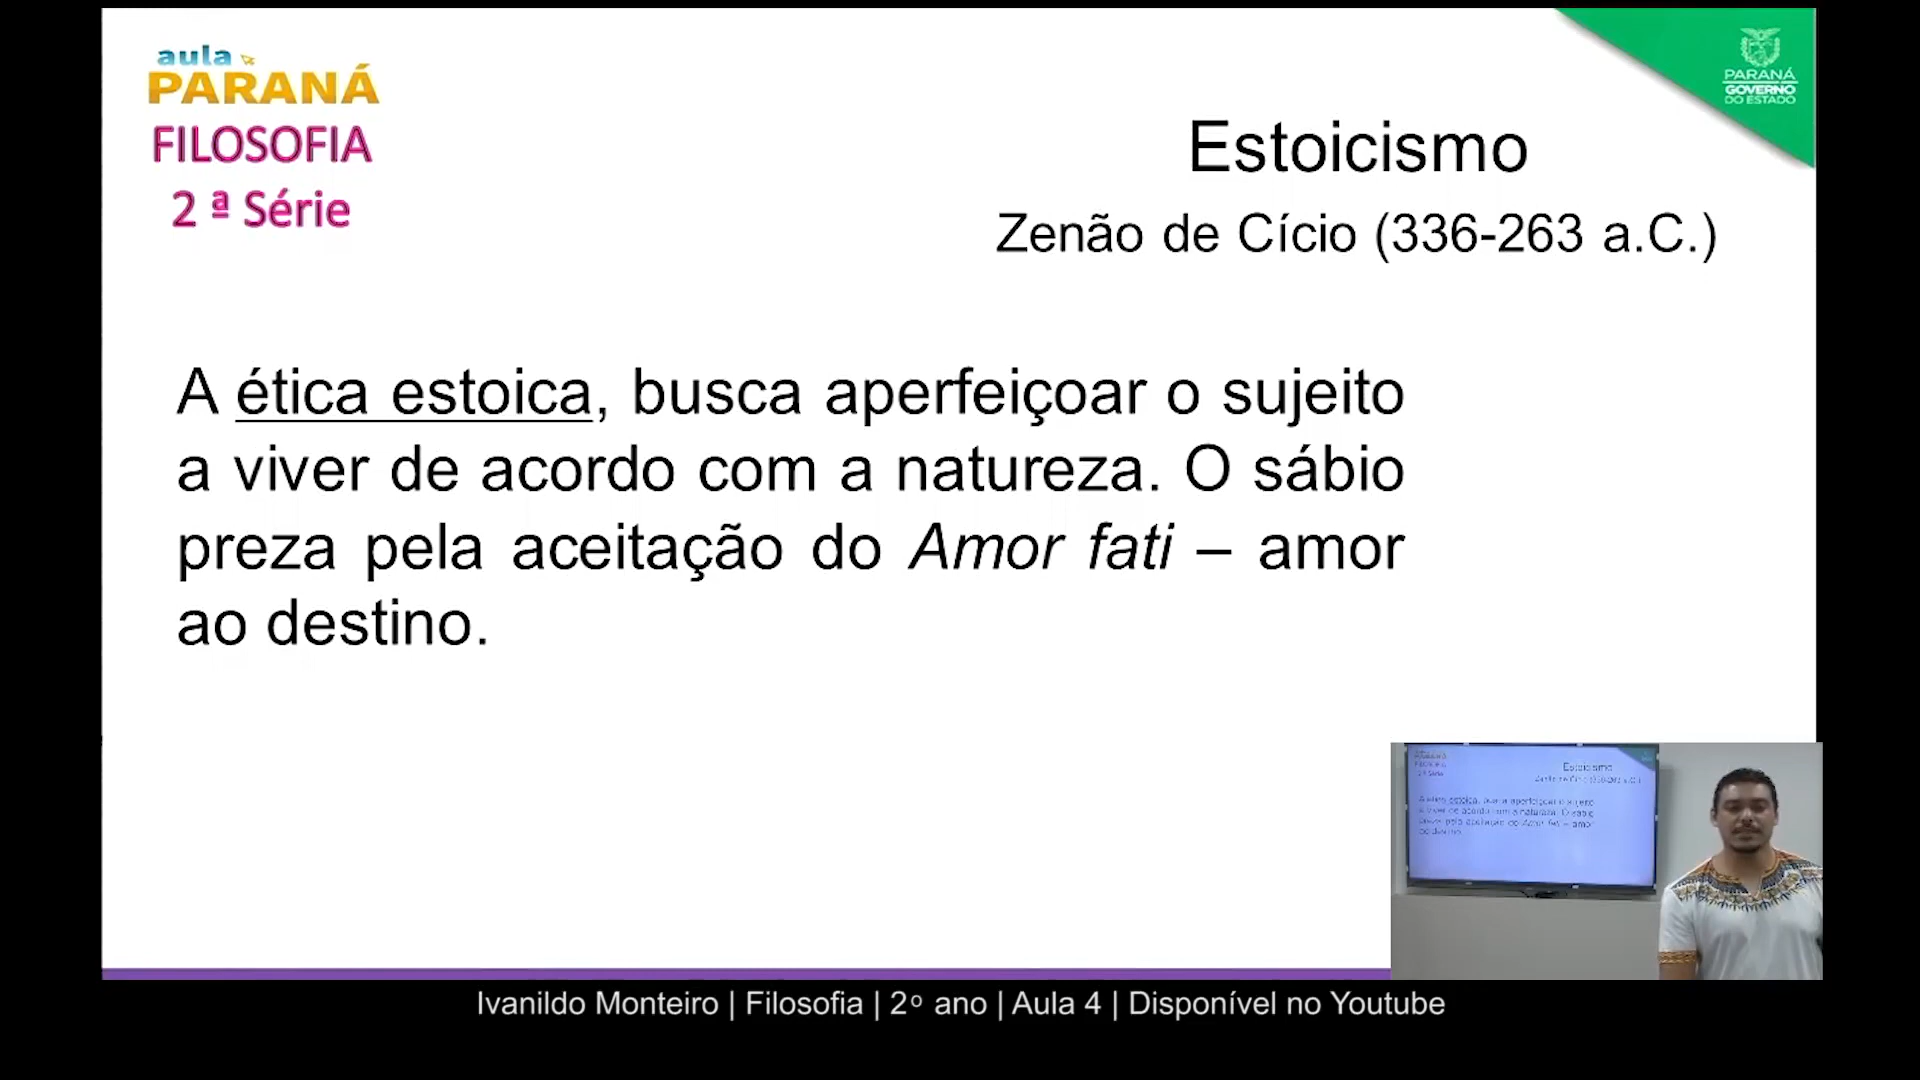 aula
PARANÁ
FILOSOFIA
2 ª Série
PARANÁ
GOVERNO
DO ESTADO
Estoicismo
Zenão de Cício (336-263 a.C.)
A ética estoica, busca aperfeiçoar o sujeito
a viver de acordo com a natureza. O sábio
preza pela aceitação do Amor fati – amor
ao destino.
Estoicismo
Ivanildo Monteiro | Filosofia | 2º ano | Aula 4 | Disponível no Youtube